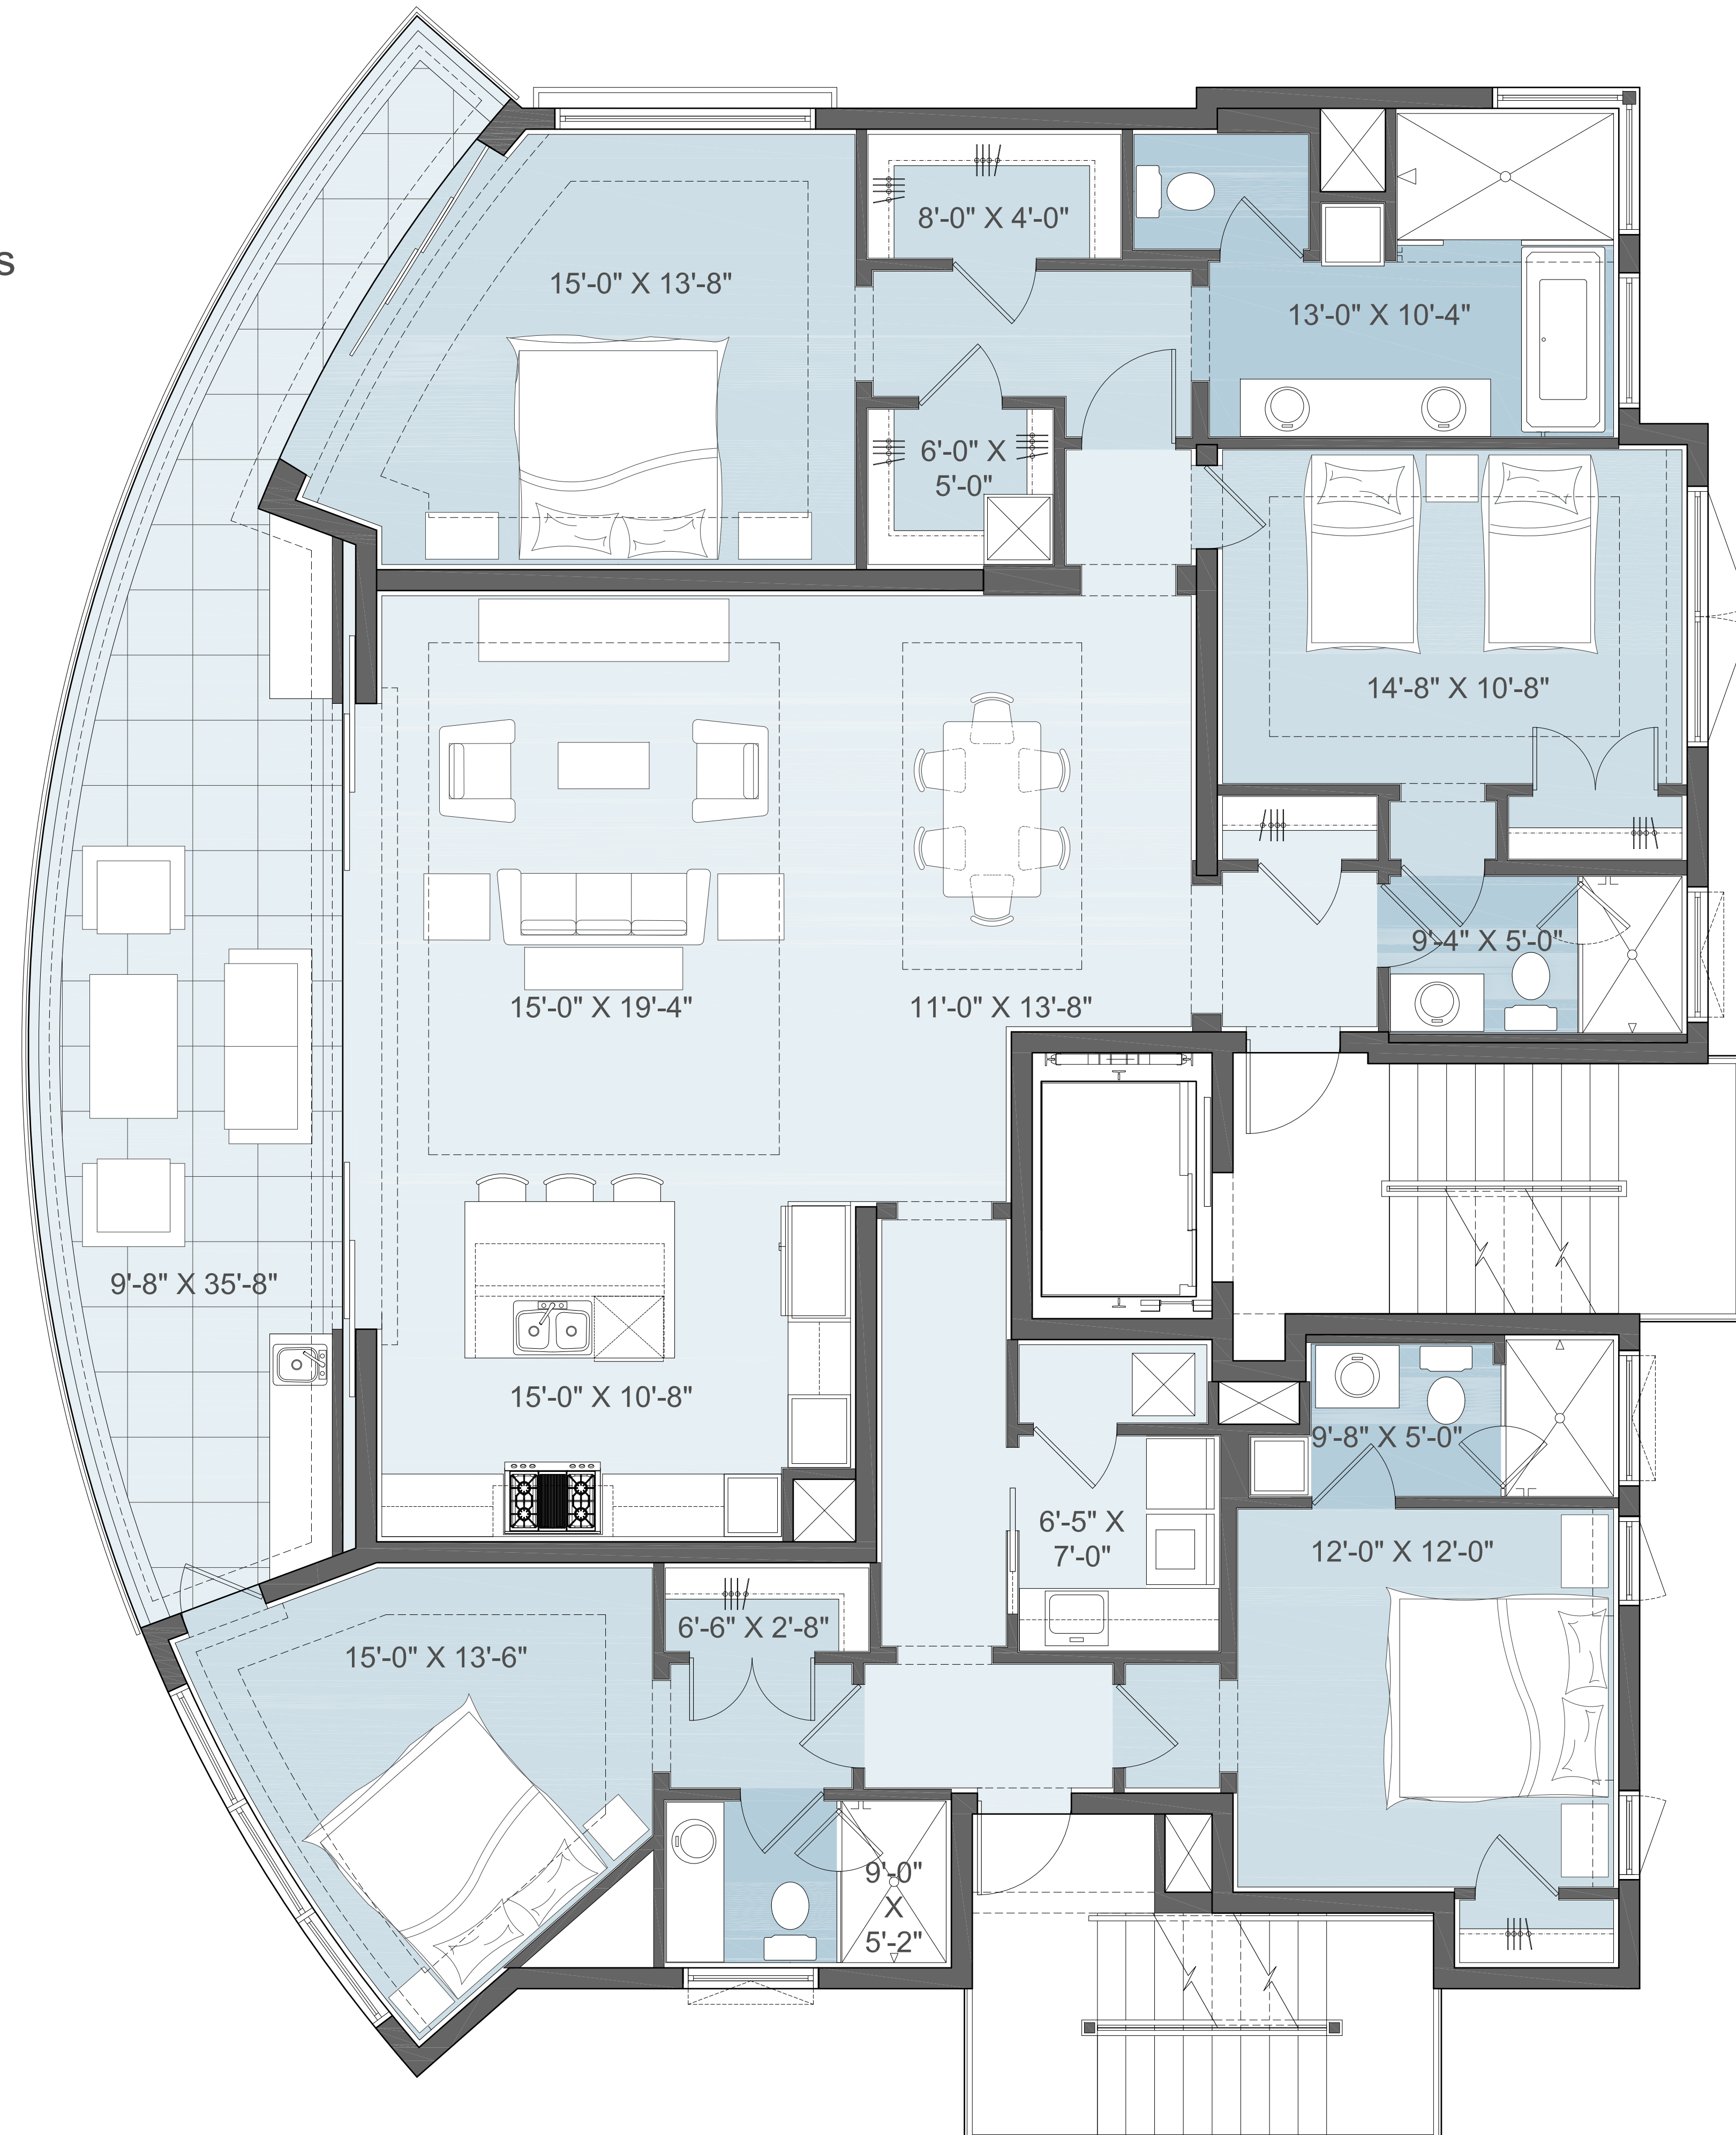 s
8'-0" X 4'-0"
15'-0" X 13'-8"
13'-0" X 10'-4"
6'-0" X
5'-0"
14'-8" X 10'-8"
9'-4" X 5'-0"
15'-0" X 19'-4"
11'-0" X 13'-8"
9'-8" X 35'-8"
15'-0" X 10'-8"
9'-8" X 5'-0"
6'-5" X
7'-0"
12'-0" X 12'-0"
6'-6" X 2'-8"
15'-0" X 13'-6"
9'-0"
X
5'-2"